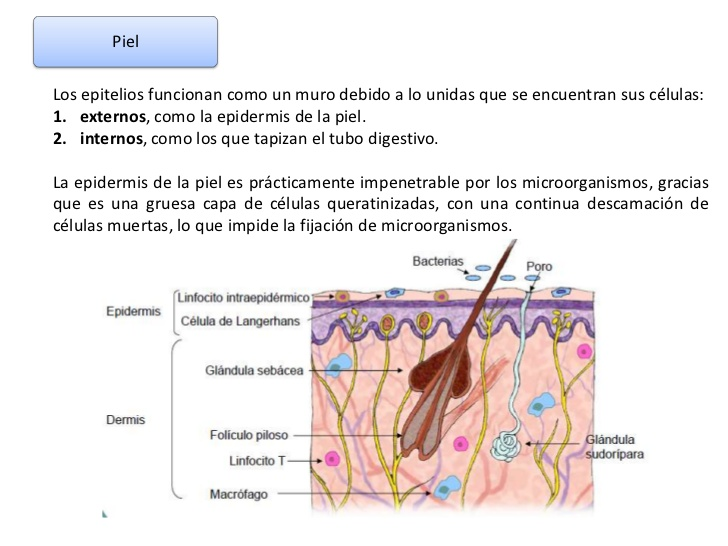 Piel
Los epitelios funcionan como un muro debido a lo unidas que se encuentran sus células:
1. externos, como la epidermis de la piel.
2. internos, como los que tapizan el tubo digestivo.
La epidermis de la piel es prácticamente impenetrable por los microorganismos, gracias
que es una gruesa capa de células queratinizadas, con una continua descamación de
células muertas, lo que impide la fijación de microorganismos.
Bacterias
Poro
Linfocito intraepidérmico
Epidermis
Célula de Langerhans
Glándula sebácea
Dermis
Folículo piloso
Glándula
sudorípara
Linfocito T
Macrófago